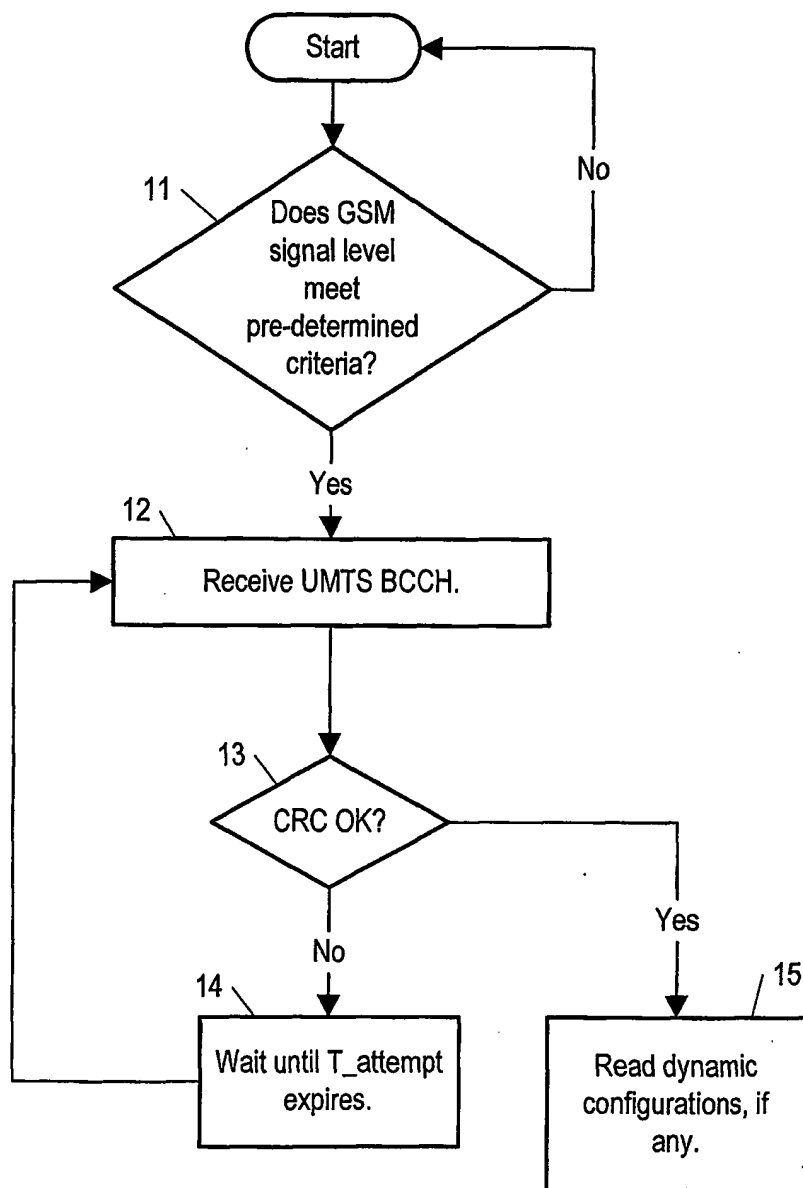 Start
No
11
Does GSM
signal level
meet
pre-determined
criteria?
Yes
12
Receive UMTS BCCH.
13
CRC OK?
No
Yes
14
Wait until T_attempt
expires.
15
Read dynamic
configurations, if
any.